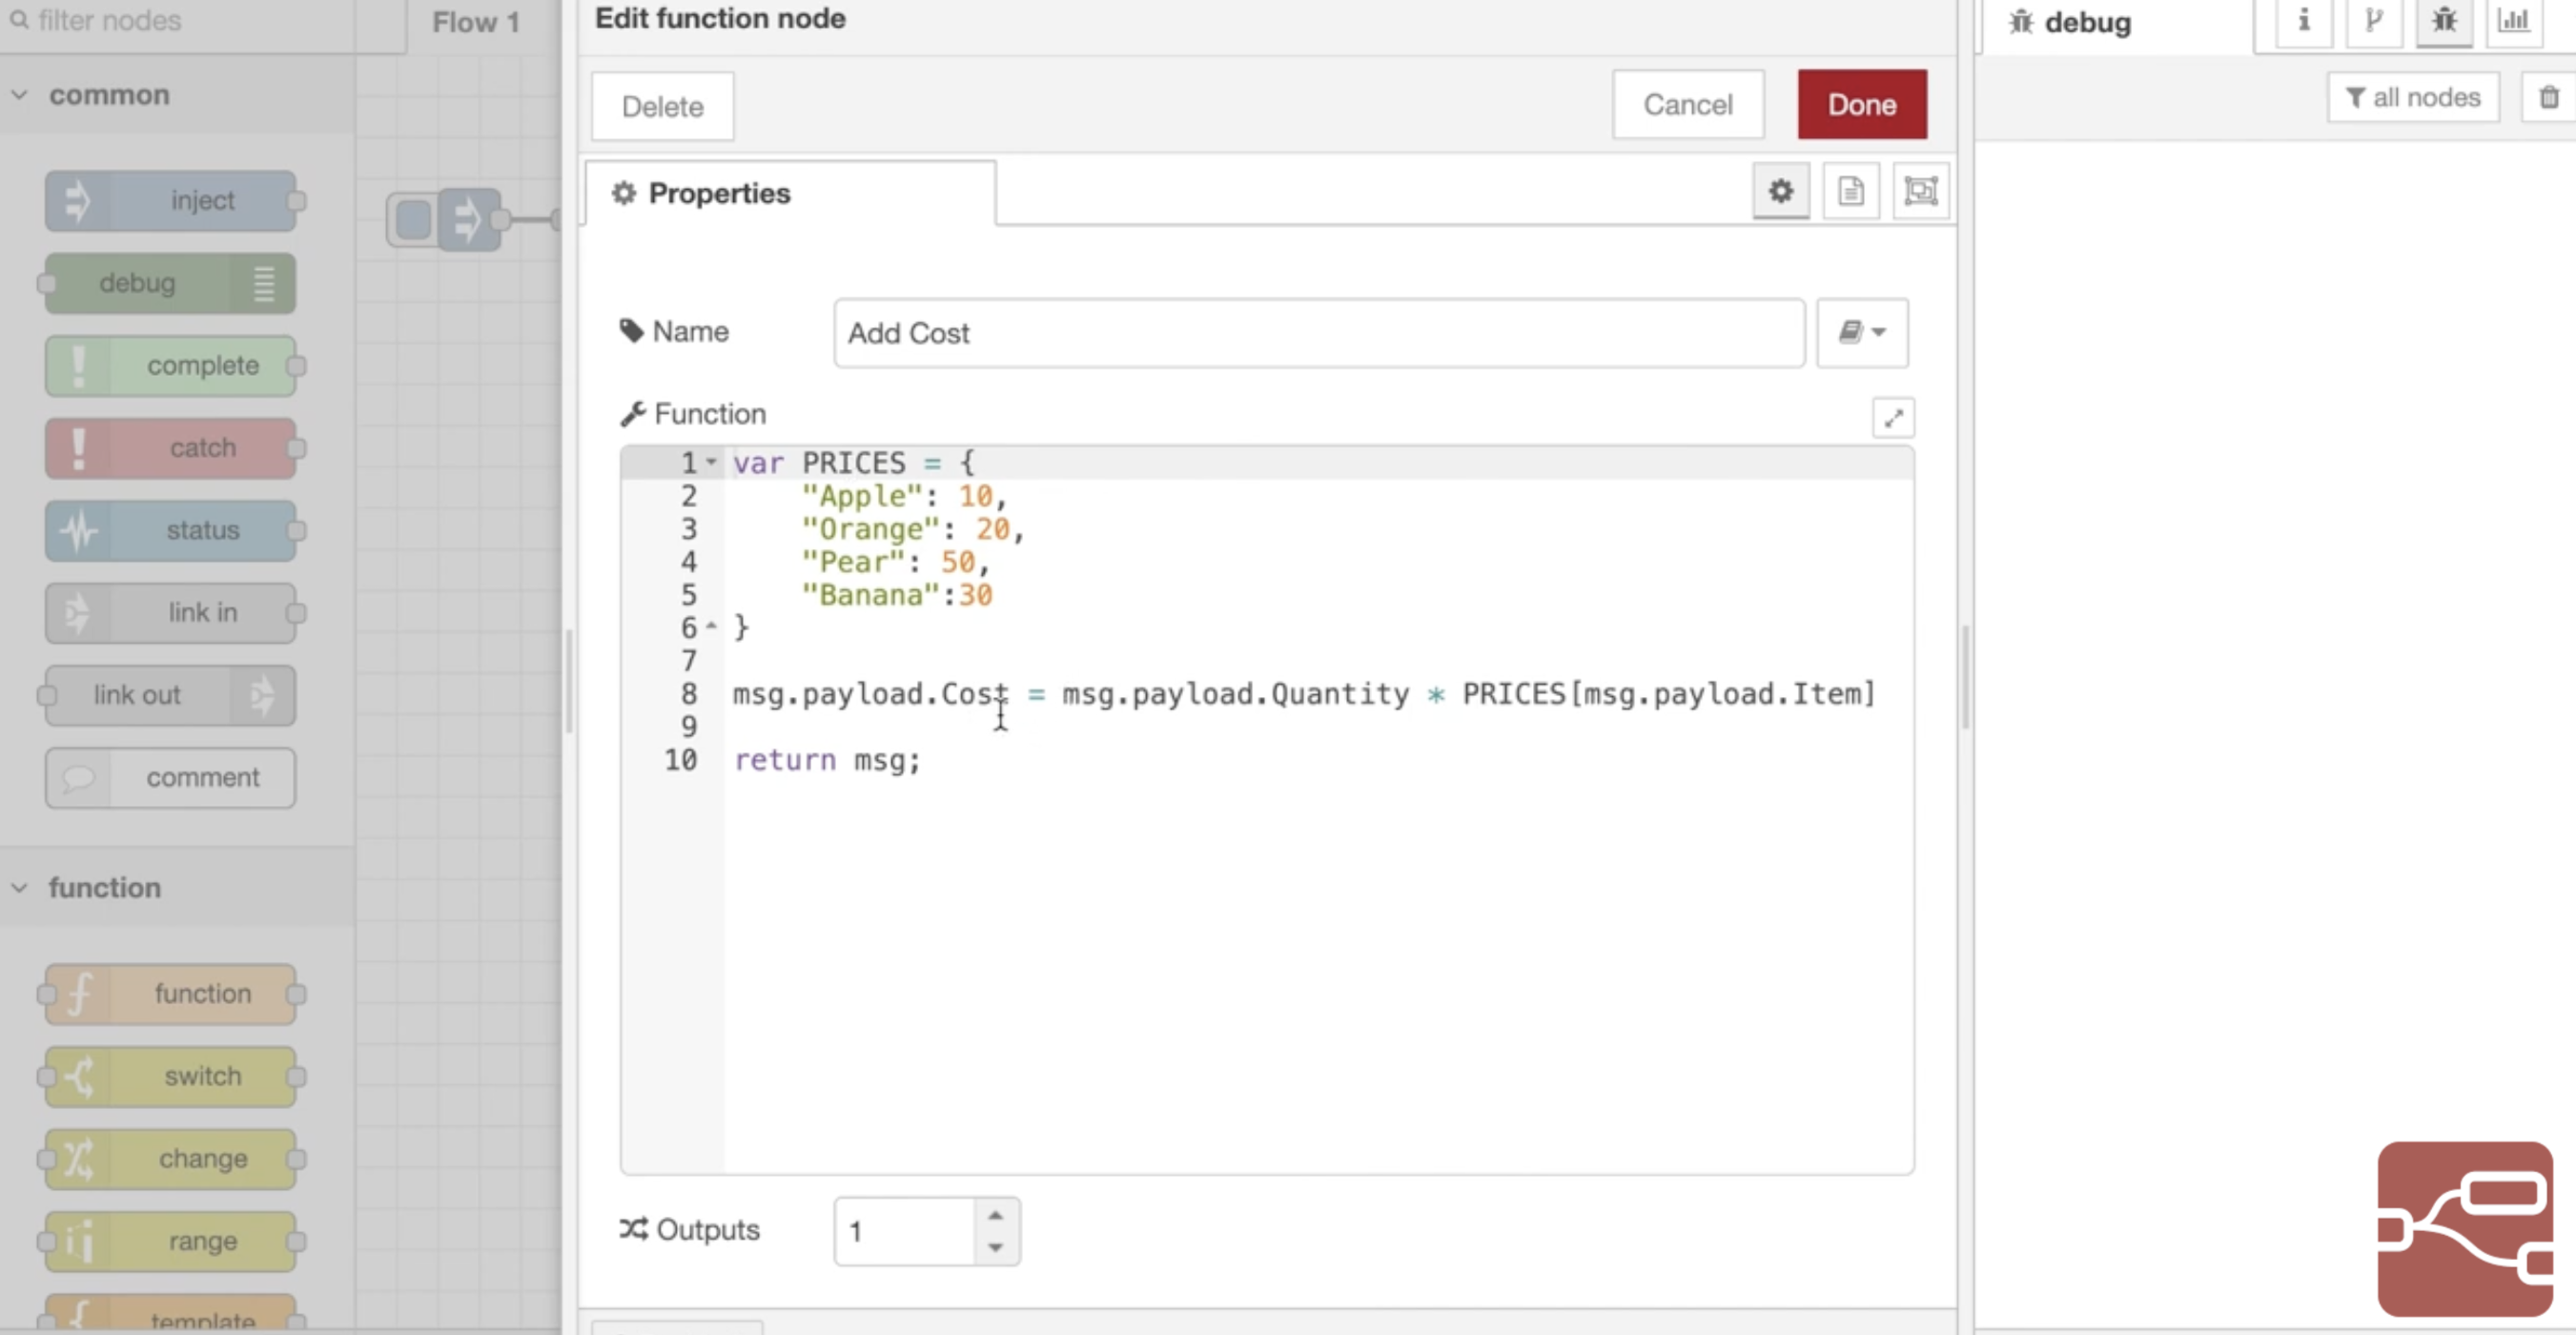 filter nodes
Flow 1
Edit function node
debug
Delete
Cancel
Done
all nodes
common
Properties
inject
debug
complete
catch
status
link in
link out
comment
function
function
switch
change
range
template
Name
Add Cost
Function
1 var PRICES = {
2 "Apple": 10,
3 "Orange": 20,
4 "Pear": 50,
5 "Banana":30
6 }
7
8 msg.payload.Cost = msg.payload.Quantity * PRICES[msg.payload.Item]
9
10 return msg;
Outputs
1